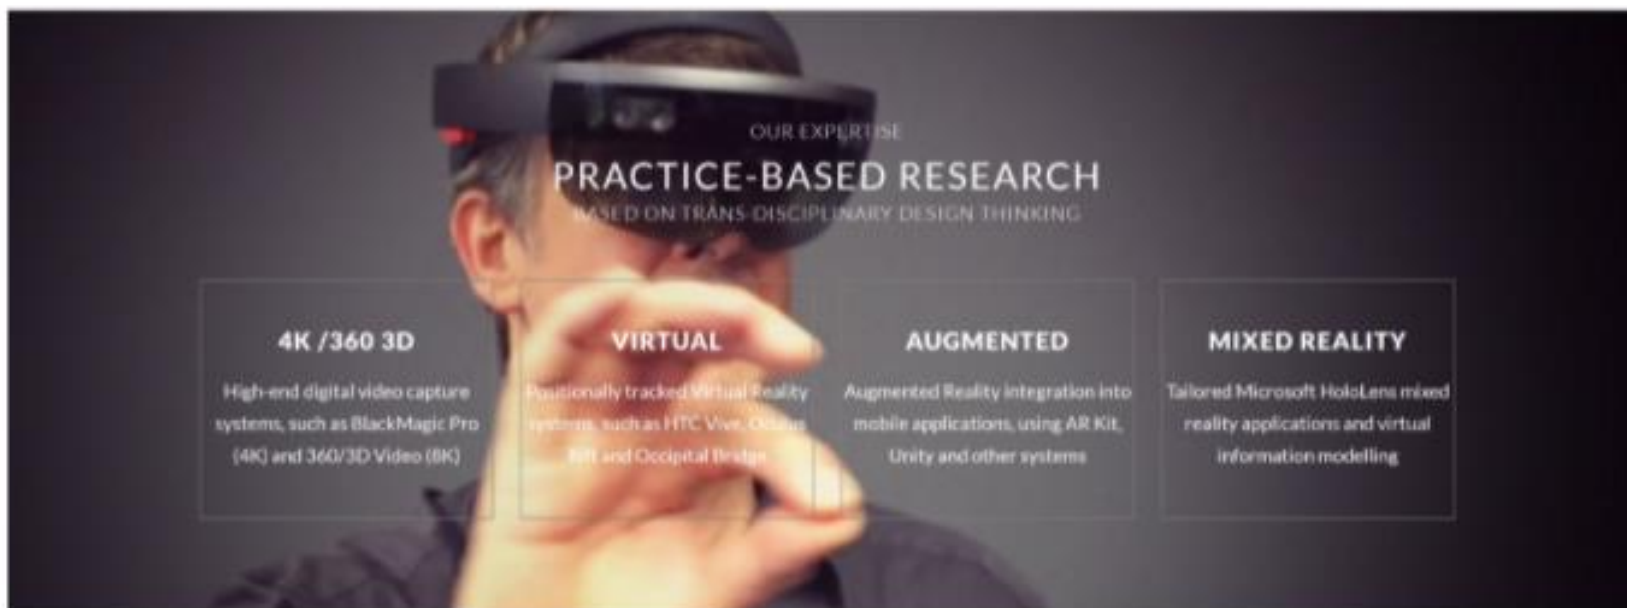 OUR EXPERTISE
PRACTICE-BASED RESEARCH
BASED ON TRANS-DISCIPLINARY DESIGN THINKING
4K /360 3D
High-end digital video capture
systems, such as BlackMagic Pro
(4K) and 360/3D Video (8K)
VIRTUAL
Positionally tracked Virtual Reality
systems, such as HTC Vive, Oculus
Rift and Occipital Bridge
AUGMENTED
Augmented Reality integration into
mobile applications, using AR Kit,
Unity and other systems
MIXED REALITY
Tailored Microsoft HoloLens mixed
reality applications and virtual
information modelling